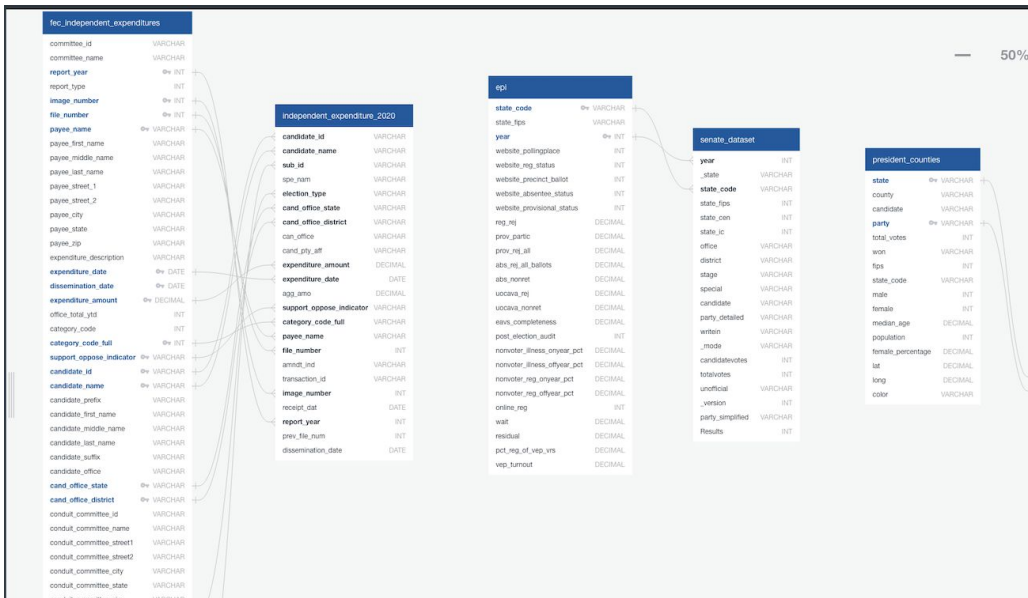 fec_independent_expenditures
committee_id VARCHAR
committee_name VARCHAR
report_year INT
report_type INT
image_number INT
file_number INT
payee_name VARCHAR
payee_first_name VARCHAR
payee_middle_name VARCHAR
payee_last_name VARCHAR
payee_street_1 VARCHAR
payee_street_2 VARCHAR
payee_city VARCHAR
payee_state VARCHAR
payee_zip VARCHAR
expenditure_description VARCHAR
expenditure_date DATE
dissemination_date DATE
expenditure_amount DECIMAL
office_total_ytd INT
category_code INT
category_code_full INT
support_oppose_indicator VARCHAR
candidate_id VARCHAR
candidate_name VARCHAR
candidate_prefix VARCHAR
candidate_first_name VARCHAR
candidate_middle_name VARCHAR
candidate_last_name VARCHAR
candidate_suffix VARCHAR
candidate_office VARCHAR
cand_office_state VARCHAR
cand_office_district VARCHAR
conduit_committee_id VARCHAR
conduit_committee_name VARCHAR
conduit_committee_street1 VARCHAR
conduit_committee_street2 VARCHAR
conduit_committee_city VARCHAR
conduit_committee_state VARCHAR
independent_expenditure_2020
candidate_id VARCHAR
candidate_name VARCHAR
sub_id VARCHAR
spe_nam VARCHAR
election_type VARCHAR
cand_office_state VARCHAR
cand_office_district VARCHAR
can_office VARCHAR
cand_pty_aff VARCHAR
expenditure_amount DECIMAL
expenditure_date DATE
agg_amo DECIMAL
support_oppose_indicator VARCHAR
category_code_full VARCHAR
payee_name VARCHAR
file_number INT
amndt_ind VARCHAR
transaction_id VARCHAR
image_number INT
receipt_dat DATE
report_year INT
prev_file_num INT
dissemination_date DATE
epi
state_code VARCHAR
state_fips VARCHAR
year INT
website_pollingplace INT
website_reg_status INT
website_precinct_ballot INT
website_absentee_status INT
website_provisional_status INT
reg_rej DECIMAL
prov_partic DECIMAL
prov_rej_all DECIMAL
abs_rej_all_ballots DECIMAL
abs_nonret DECIMAL
uocava_rej DECIMAL
uocava_nonret DECIMAL
eavs_completeness DECIMAL
post_election_audit INT
nonvoter_illness_onyear_pct DECIMAL
nonvoter_illness_offyear_pct DECIMAL
nonvoter_reg_onyear_pct DECIMAL
nonvoter_reg_offyear_pct DECIMAL
online_reg INT
wait DECIMAL
residual DECIMAL
pct_reg_of_vep_vrs DECIMAL
vep_turnout DECIMAL
senate_dataset
year INT
_state VARCHAR
state_code VARCHAR
state_fips INT
state_cen INT
state_ic INT
office VARCHAR
district VARCHAR
stage VARCHAR
special VARCHAR
candidate VARCHAR
party_detailed VARCHAR
writein VARCHAR
_mode VARCHAR
candidatevotes INT
totalvotes INT
unofficial VARCHAR
_version INT
party_simplified VARCHAR
Results INT
50%
president_counties
state VARCHAR
county VARCHAR
candidate VARCHAR
party VARCHAR
total_votes INT
won VARCHAR
fips INT
state_code VARCHAR
male INT
female INT
median_age DECIMAL
population INT
female_percentage DECIMAL
lat DECIMAL
long DECIMAL
color VARCHAR